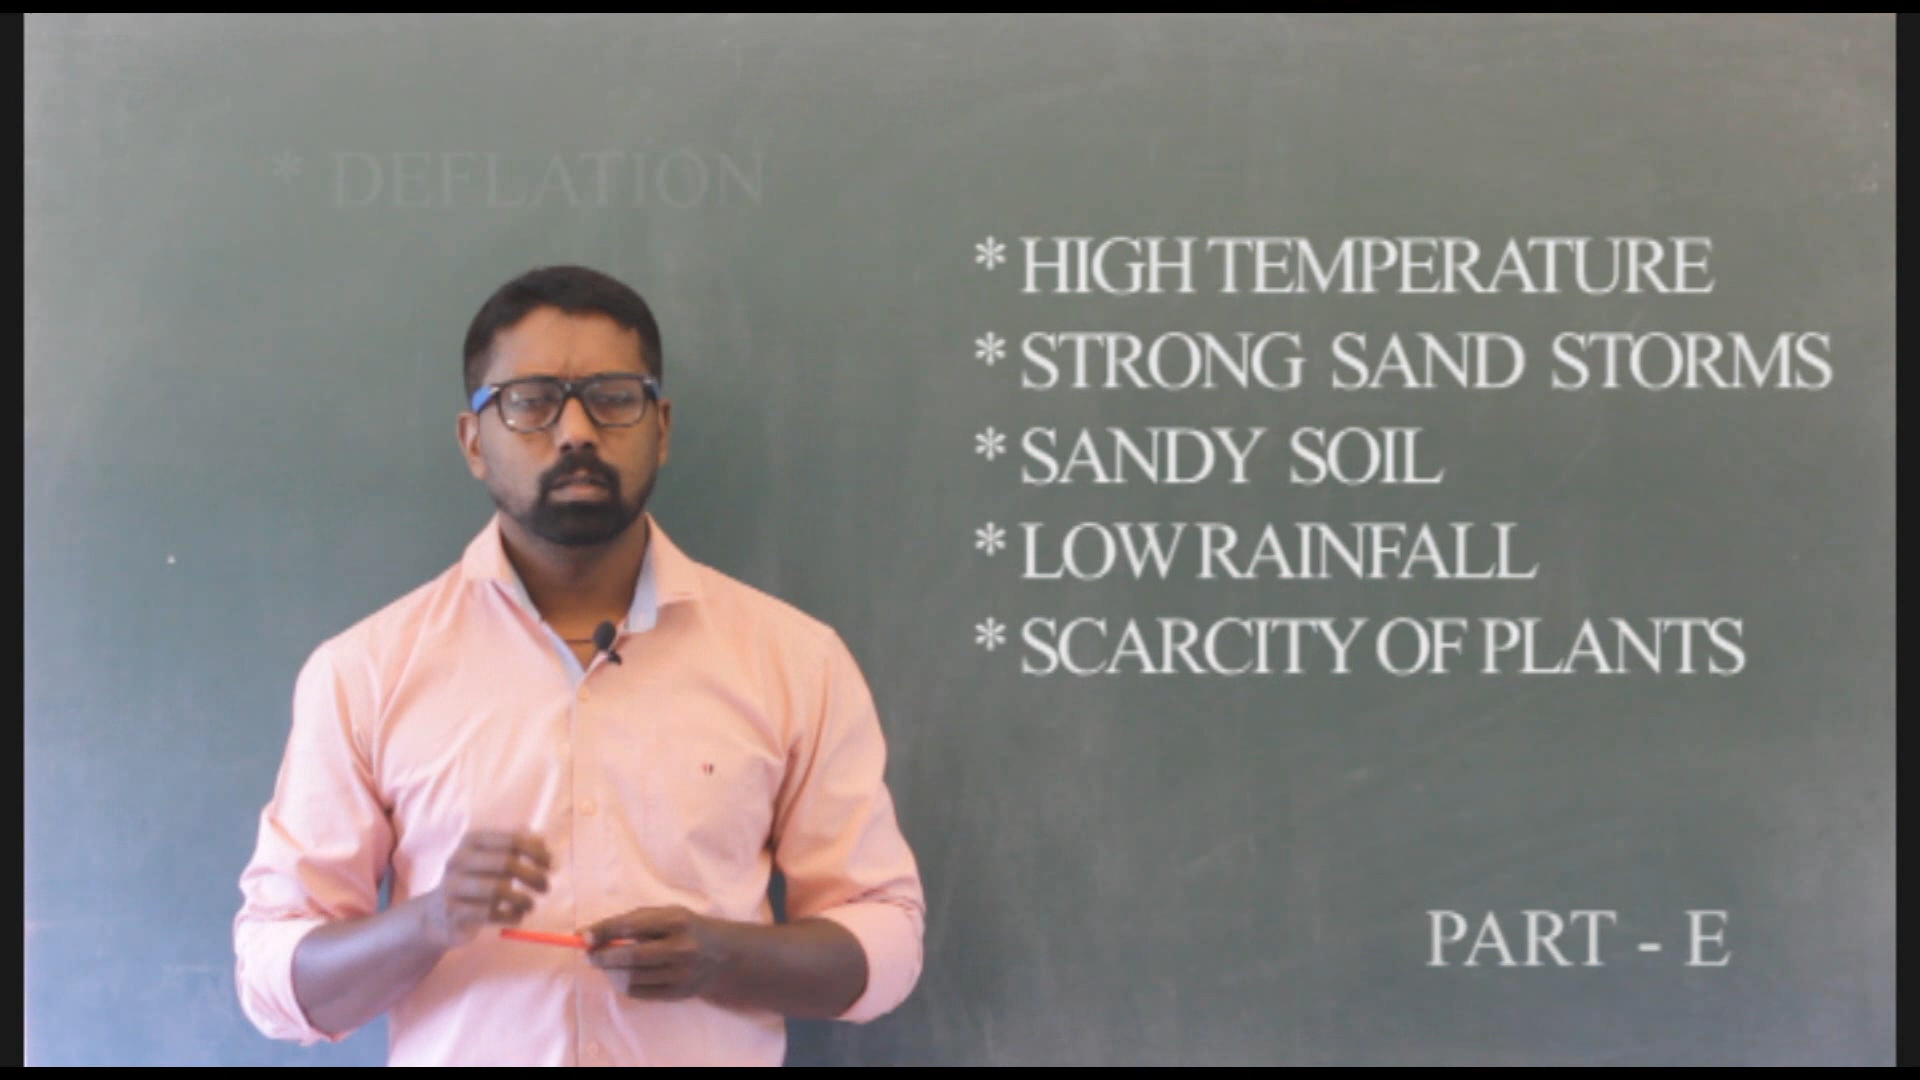 * DEFLATION
* HIGH TEMPERATURE
* STRONG SAND STORMS
* SANDY SOIL
* LOW RAINFALL
* SCARCITY OF PLANTS
PART - E